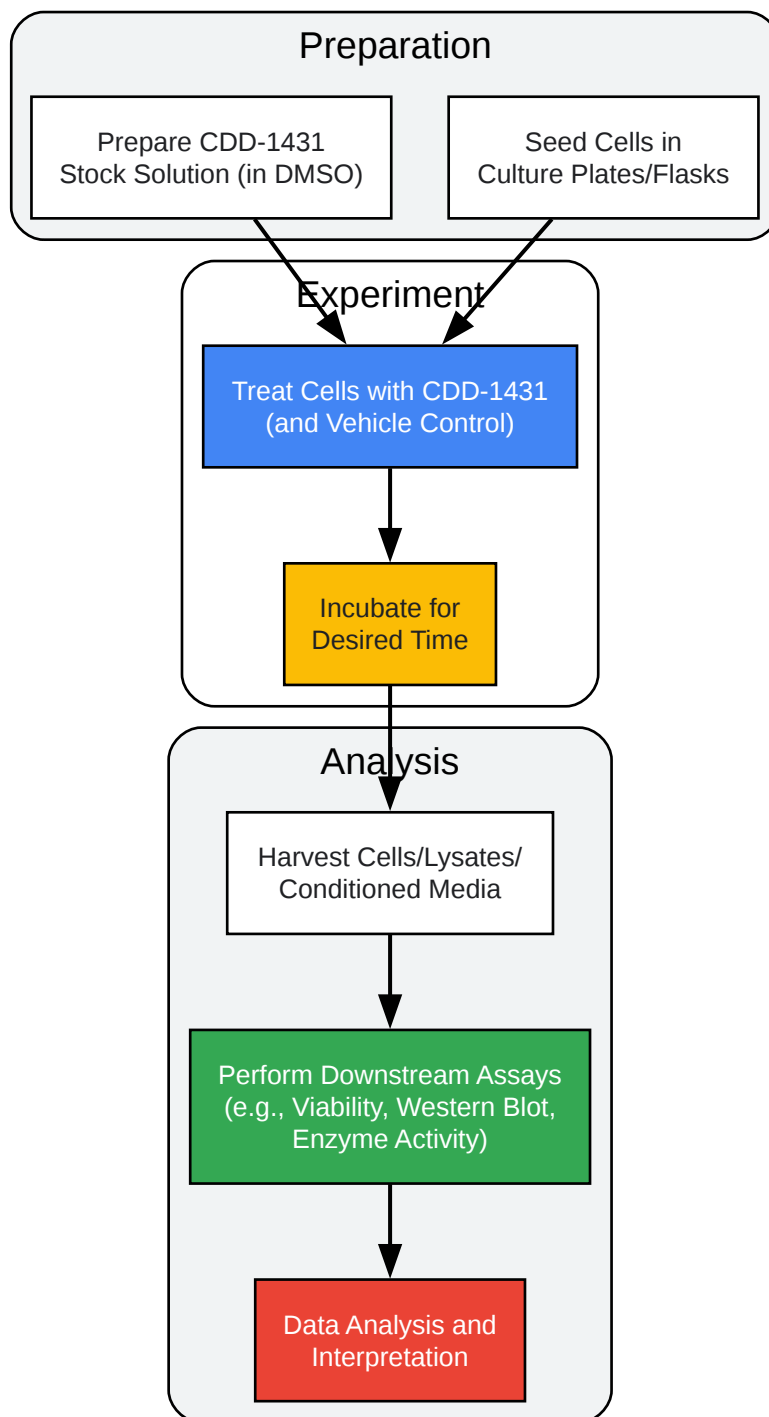 Preparation
Prepare CDD-1431
Stock Solution (in DMSO)
Seed Cells in
Culture Plates/Flasks
Experiment
Treat Cells with CDD-1431
(and Vehicle Control)
Incubate for
Desired Time
Analysis
Harvest Cells/Lysates/
Conditioned Media
Perform Downstream Assays
(e.g., Viability, Western Blot,
Enzyme Activity)
Data Analysis and
Interpretation